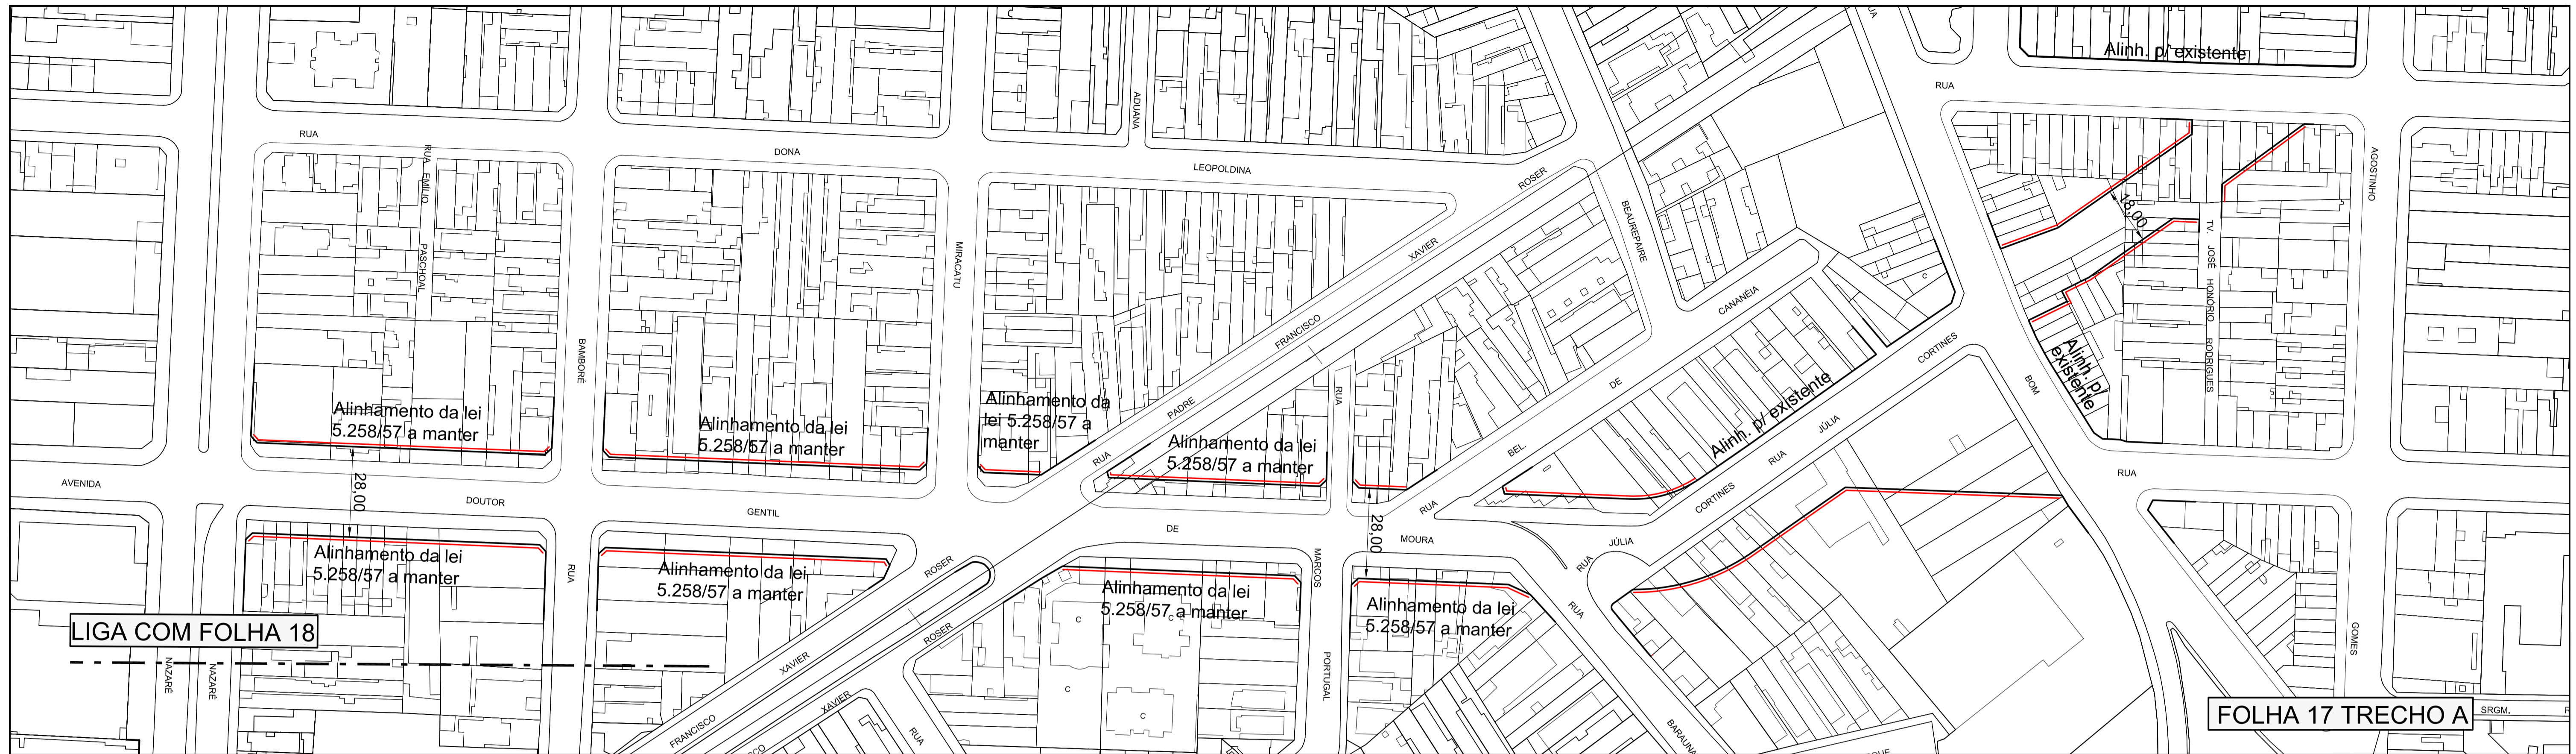 Alinh. p/ existente
RUA
RUA
ADUANA
RUA
DONA
LEOPOLDINA
RUA EMÍLIO PASCHOAL
ROSER
AGOSTINHO
18,00
BEAUREPAIRE
XAVIER
MIRACATU
TV. JOSÉ HONÓRIO RODRIGUES
C
CANANÉIA
FRANCISCO
BAMBORÉ
CORTINES
Alinh. p/
existente
BOM
DE
RUA
PADRE
Alinhamento da lei
5.258/57 a manter
Alinhamento da lei
5.258/57 a manter
Alinhamento da
lei 5.258/57 a
manter
Alinhamento da lei
5.258/57 a manter
Alinh. p/ existente
JÚLIA
BEL.
RUA
RUA
RUA
AVENIDA
28,00
DOUTOR
GENTIL
DE
28,00
RUA
MOURA
CORTINES
JÚLIA
RUA
Alinhamento da lei
5.258/57 a manter
Alinhamento da lei
5.258/57 a manter
Alinhamento da lei
5.258/57 a manter
Alinhamento da lei
5.258/57 a manter
RUA
ROSER
MARCOS
RUA
C
C
LIGA COM FOLHA 18
ROSER
GOMES
NAZARÉ
NAZARÉ
XAVIER
PORTUGAL
C
XAVIER
C
FRANCISCO
RUA
BARAUNA
FOLHA 17 TRECHO A
SRGM.